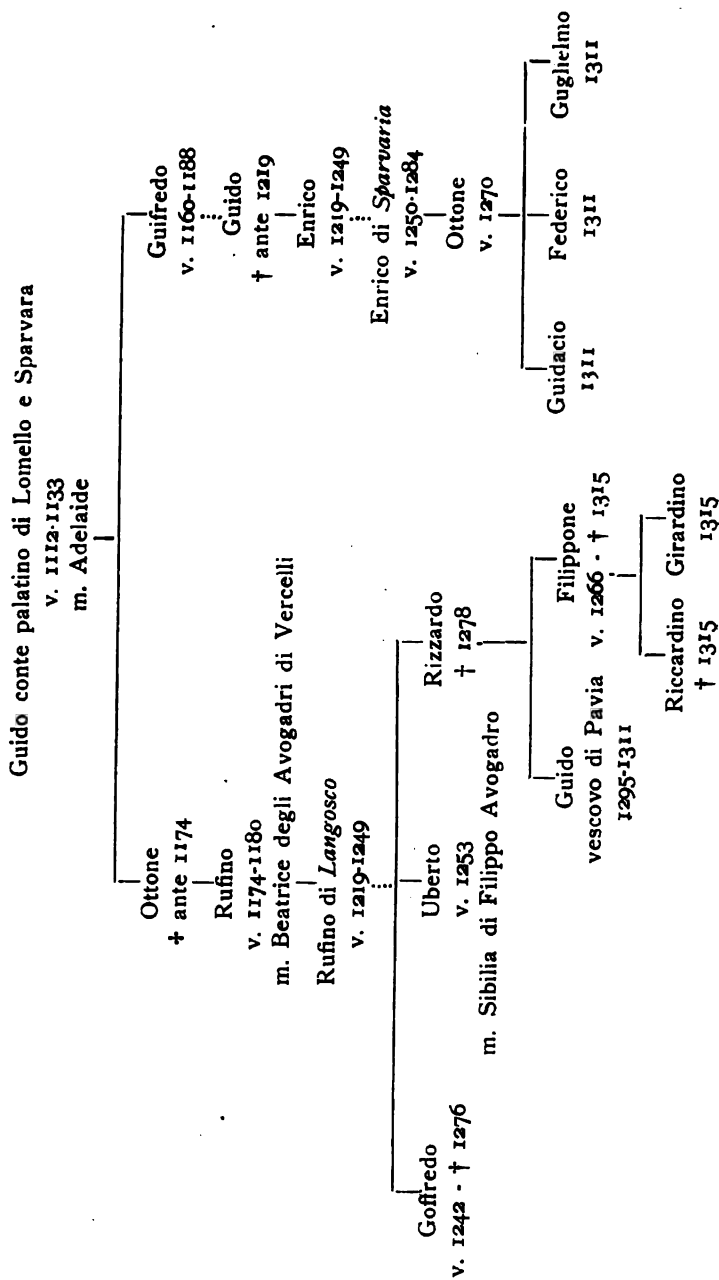 Guido conte palatino di Lomello e Sparvara
v. 1112-1133
m. Adelaide
Ottone
† ante 1174
Rufino
v. 1174-1180
m. Beatrice degli Avogadri di Vercelli
Rufino di Langosco
v. 1219-1249
Goffredo
v. 1242 - † 1276
Uberto
v. 1253
m. Sibilia di Filippo Avogadro
Rizzardo
† 1278
Guido
vescovo di Pavia
1295-1311
Filippone
v. 1266 - † 1315
Riccardino
† 1315
Girardino
1315
Guifredo
v. 1160-1188
Guido
† ante 1219
Enrico
v. 1219-1249
Enrico di Sparvaria
v. 1250-1284
Ottone
v. 1270
Guidacio
1311
Federico
1311
Guglielmo
1311